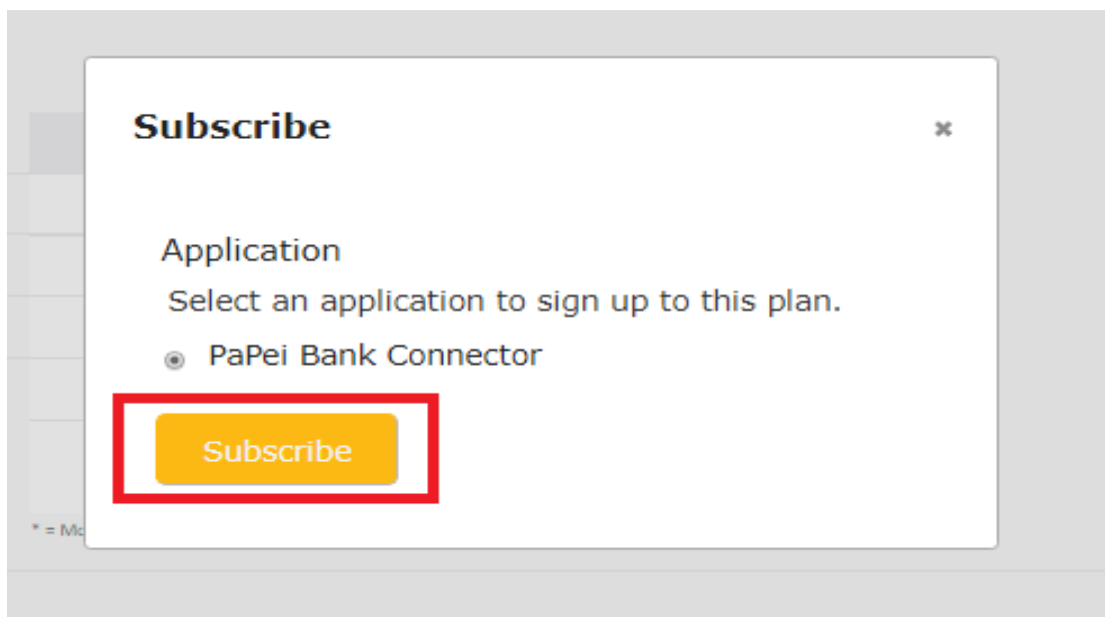 Subscribe
Application
Select an application to sign up to this plan.
PaPei Bank Connector
Subscribe
* =